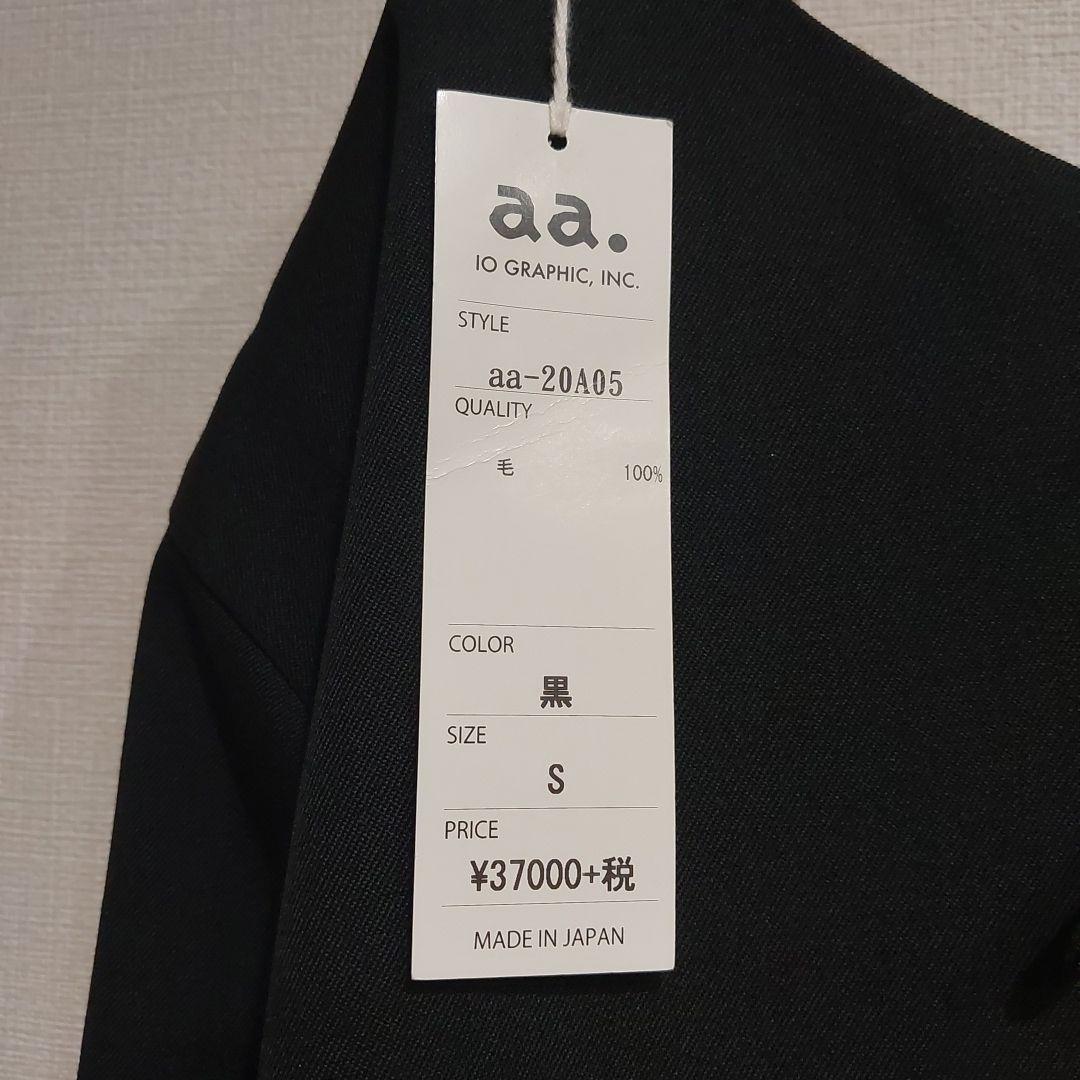 aa.
IO GRAPHIC, INC.
STYLE
aa-20A05
QUALITY
毛 100%
COLOR
黒
SIZE
S
PRICE
¥37000+税
MADE IN JAPAN